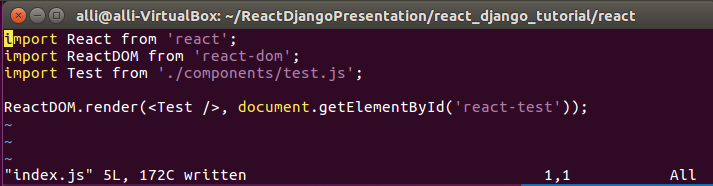 alli@alli-VirtualBox: ~/ReactDjangoPresentation/react_django_tutorial/react
import React from 'react';
import ReactDOM from 'react-dom';
import Test from './components/test.js';
ReactDOM.render(<Test />, document.getElementById('react-test'));
~
~
~
"index.js" 5L, 172C written 1,1 All